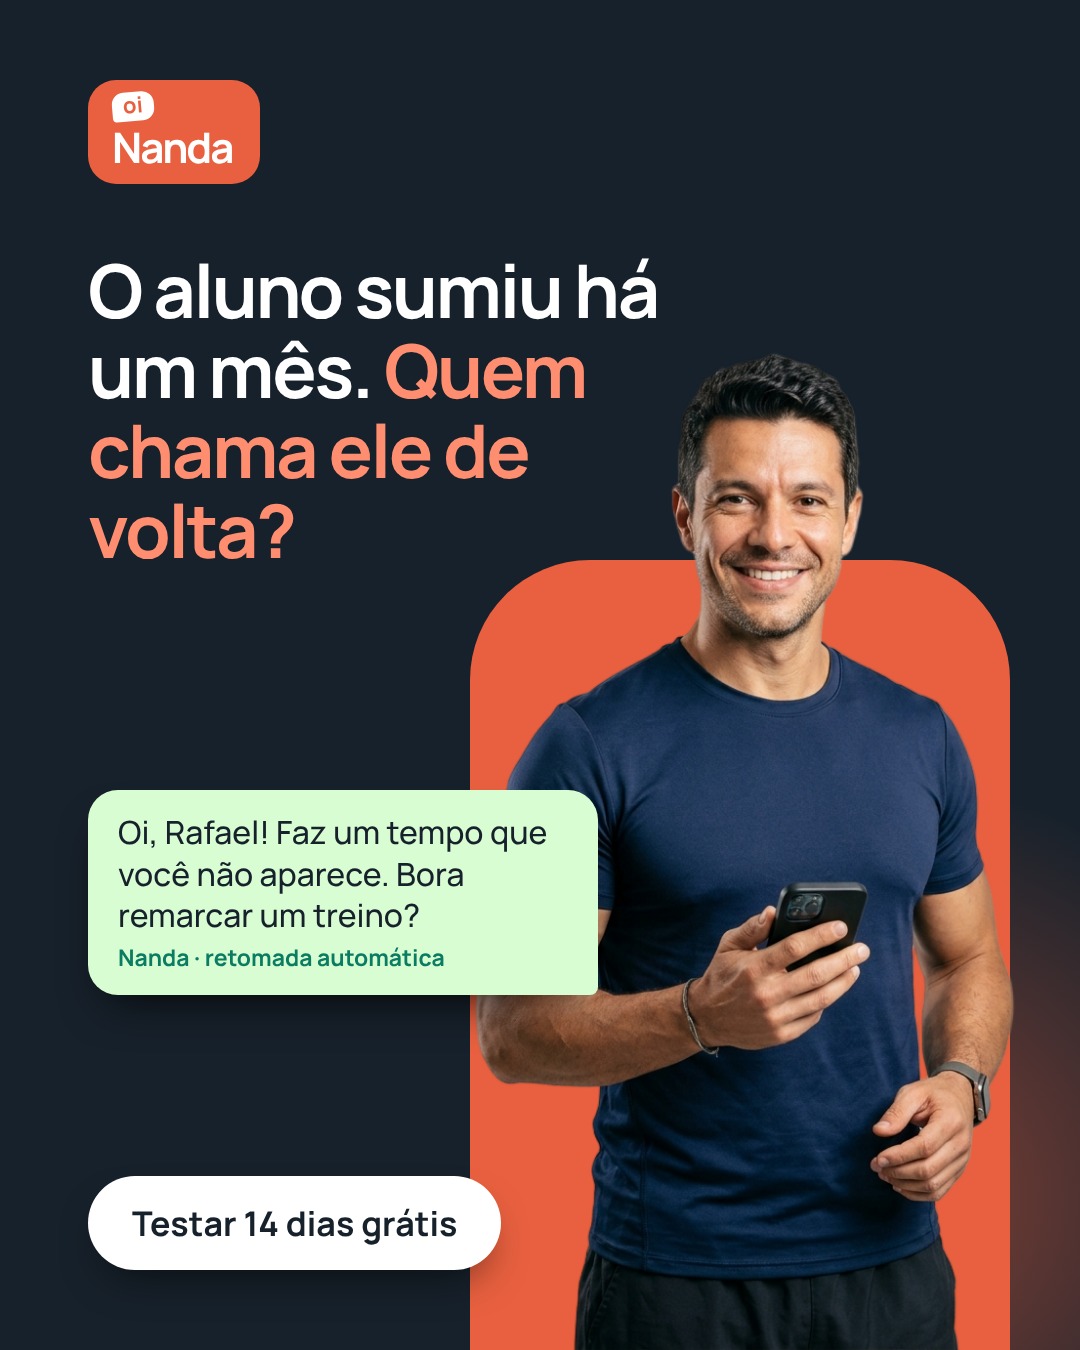 oi
Nanda
O aluno sumiu há
um mês. Quem
chama ele de
volta?
Oi, Rafael! Faz um tempo que
você não aparece. Bora
remarcar um treino?
Nanda · retomada automática
Testar 14 dias grátis